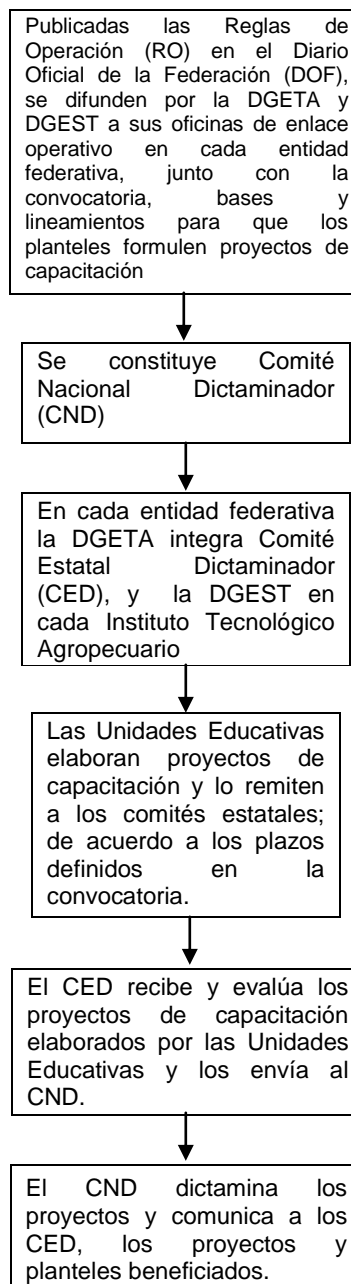 Publicadas las Reglas de
Operación (RO) en el Diario
Oficial de la Federación (DOF),
se difunden por la DGETA y
DGEST a sus oficinas de enlace
operativo en cada entidad
federativa, junto con la
convocatoria, bases y
lineamientos para que los
planteles formulen proyectos de
capacitación
Se constituye Comité
Nacional Dictaminador
(CND)
En cada entidad federativa
la DGETA integra Comité
Estatal Dictaminador
(CED), y la DGEST en
cada Instituto Tecnológico
Agropecuario
Las Unidades Educativas
elaboran proyectos de
capacitación y lo remiten
a los comités estatales;
de acuerdo a los plazos
definidos en la
convocatoria.
El CED recibe y evalúa los
proyectos de capacitación
elaborados por las Unidades
Educativas y los envía al
CND.
El CND dictamina los
proyectos y comunica a los
CED, los proyectos y
planteles beneficiados.